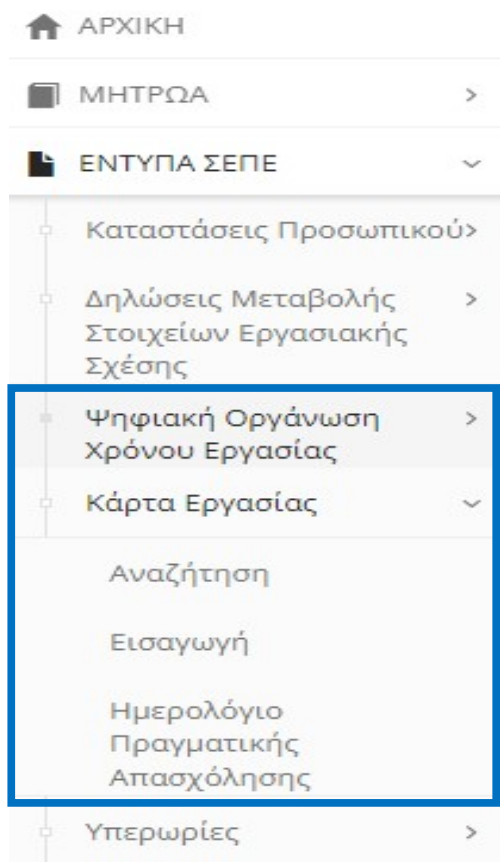 ΑΡΧΙΚΗ
ΜΗΤΡΩΑ
ΕΝΤΥΠΑ ΣΕΠΕ
Καταστάσεις Προσωπικού
Δηλώσεις Μεταβολής
Στοιχείων Εργασιακής
Σχέσης
Ψηφιακή Οργάνωση
Χρόνου Εργασίας
Κάρτα Εργασίας
Αναζήτηση
Εισαγωγή
Ημερολόγιο
Πραγματικής
Απασχόλησης
Υπερωρίες